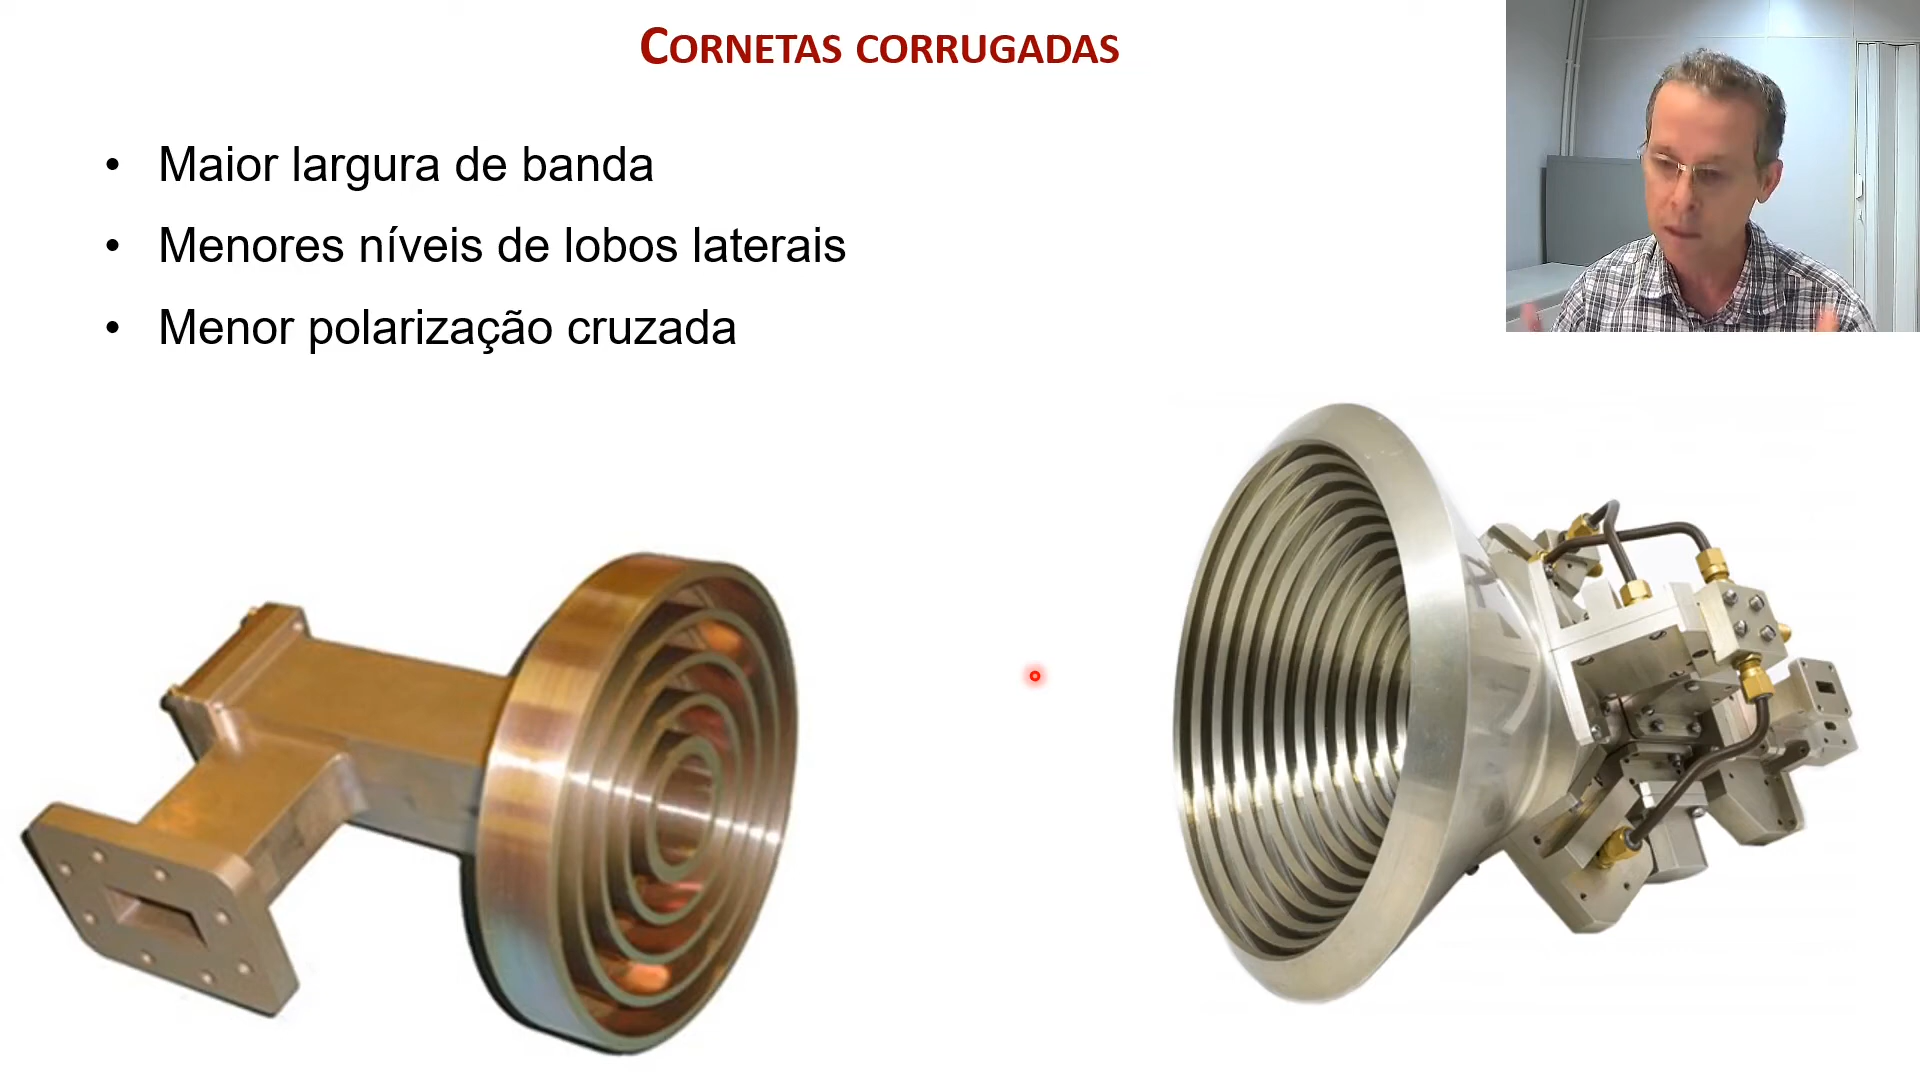 CORNETAS CORRUGADAS
• Maior largura de banda
• Menores níveis de lobos laterais
• Menor polarização cruzada